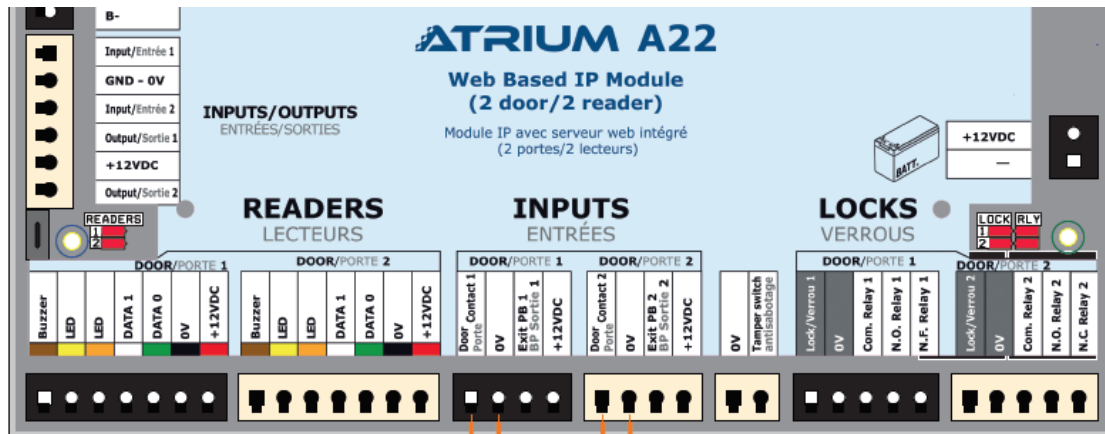 B-
Input/Entrée 1
GND - 0V
Input/Entrée 2
Output/Sortie 1
+12VDC
Output/Sortie 2
INPUTS/OUTPUTS
ENTRÉES/SORTIES
ATRIUM A22
Web Based IP Module
(2 door/2 reader)
Module IP avec serveur web intégré
(2 portes/2 lecteurs)
BATT.
+12VDC
—
READERS
1
2
READERS
LECTEURS
INPUTS
ENTRÉES
LOCKS
VERROUS
LOCK RLY
1
2
DOOR/PORTE 1
Buzzer
LED
LED
DATA 1
DATA 0
0V
+12VDC
DOOR/PORTE 2
Buzzer
LED
LED
DATA 1
DATA 0
0V
+12VDC
DOOR/PORTE 1
Door Contact 1
Porte
0V
Exit PB 1
BP Sortie 1
+12VDC
DOOR/PORTE 2
Door Contact 2
Porte
0V
Exit PB 2
BP Sortie 2
+12VDC
0V
Tamper switch
antisabotage
DOOR/PORTE 1
Lock/Verrou 1
0V
Com. Relay 1
N.O. Relay 1
N.F. Relay 1
DOOR/PORTE 2
Lock/Verrou 2
0V
Com. Relay 2
N.O. Relay 2
N.C. Relay 2